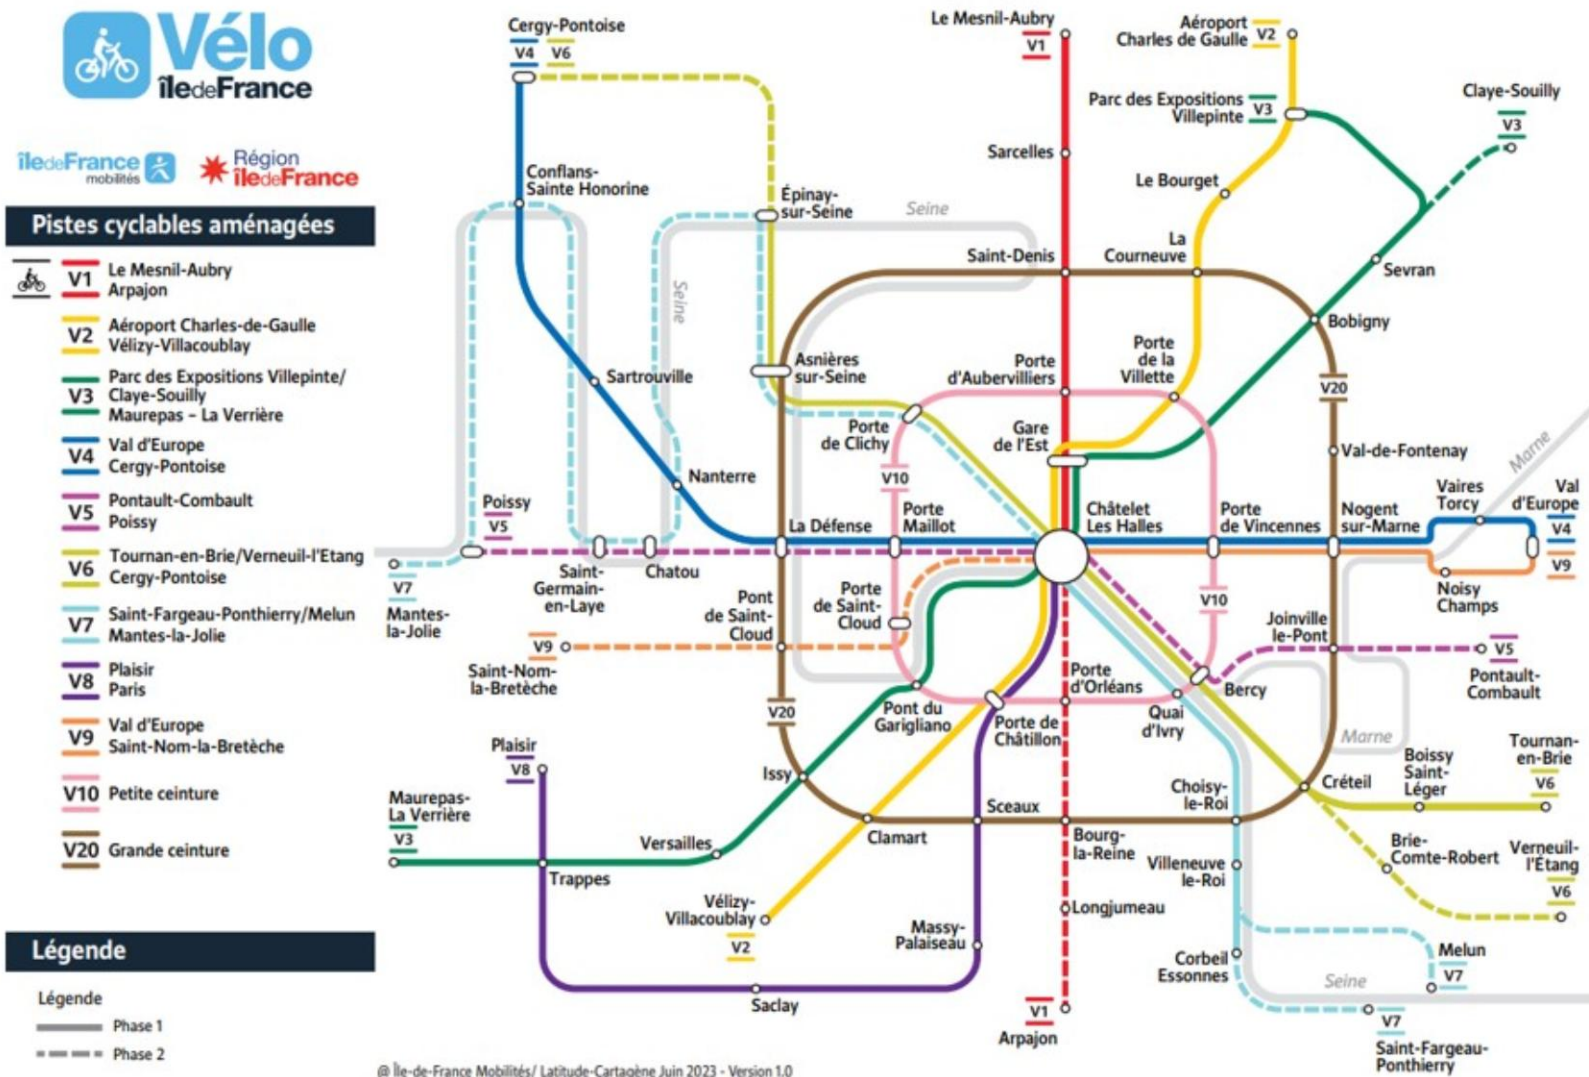 Vélo
îledeFrance
îledeFrance
mobilités
Région
îledeFrance
Pistes cyclables aménagées
V1
Le Mesnil-Aubry
Arpajon
V2
Aéroport Charles-de-Gaulle
Vélizy-Villacoublay
V3
Parc des Expositions Villepinte/
Claye-Souilly
Maurepas – La Verrière
V4
Val d'Europe
Cergy-Pontoise
V5
Pontault-Combault
Poissy
V6
Tournan-en-Brie/Verneuil-l'Etang
Cergy-Pontoise
V7
Saint-Fargeau-Ponthierry/Melun
Mantes-la-Jolie
V8
Plaisir
Paris
V9
Val d'Europe
Saint-Nom-la-Bretèche
V10
Petite ceinture
V20
Grande ceinture
Légende
Légende
Phase 1
Phase 2
Cergy-Pontoise
V4
V6
Le Mesnil-Aubry
V1
Aéroport
Charles de Gaulle
V2
Parc des Expositions
Villepinte
V3
Claye-Souilly
V3
Sarcelles
Le Bourget
Conflans-
Sainte Honorine
Épinay-
sur-Seine
Seine
Seine
Saint-Denis
La
Courneuve
Sevran
Bobigny
Sartrouville
Asnières
sur-Seine
Porte
d'Aubervilliers
Porte
de la
Villette
V20
Porte
de Clichy
Gare
de l'Est
Val-de-Fontenay
Marne
Nanterre
V10
Poissy
V5
La Défense
Porte
Maillot
Châtelet
Les Halles
Porte
de Vincennes
Nogent
sur-Marne
Vaires
Torcy
Val
d'Europe
V4
V9
V7
Mantes-
la-Jolie
Saint-
Germain-
en-Laye
Chatou
Noisy
Champs
Pont
de Saint-
Cloud
Porte
de Saint-
Cloud
V10
Joinville
le-Pont
V9
Saint-Nom-
la-Bretèche
V5
Pontault-
Combault
Porte
d'Orléans
Bercy
Quai
d'Ivry
V20
Pont du
Garigliano
Porte de
Châtillon
Marne
Plaisir
V8
Issy
Boissy
Saint-
Léger
Tournan-
en-Brie
V6
Créteil
Choisy-
le-Roi
Maurepas-
La Verrière
V3
Versailles
Clamart
Sceaux
Bourg-
la-Reine
Villeneuve
le-Roi
Brie-
Comte-Robert
Verneuil-
l'Étang
V6
Trappes
Vélizy-
Villacoublay
V2
Longjumeau
Massy-
Palaiseau
Corbeil
Essonnes
Melun
V7
Seine
Saclay
V1
Arpajon
V7
Saint-Fargeau-
Ponthierry
@ Île-de-France Mobilités/ Latitude-Cartagène Juin 2023 - Version 1.0